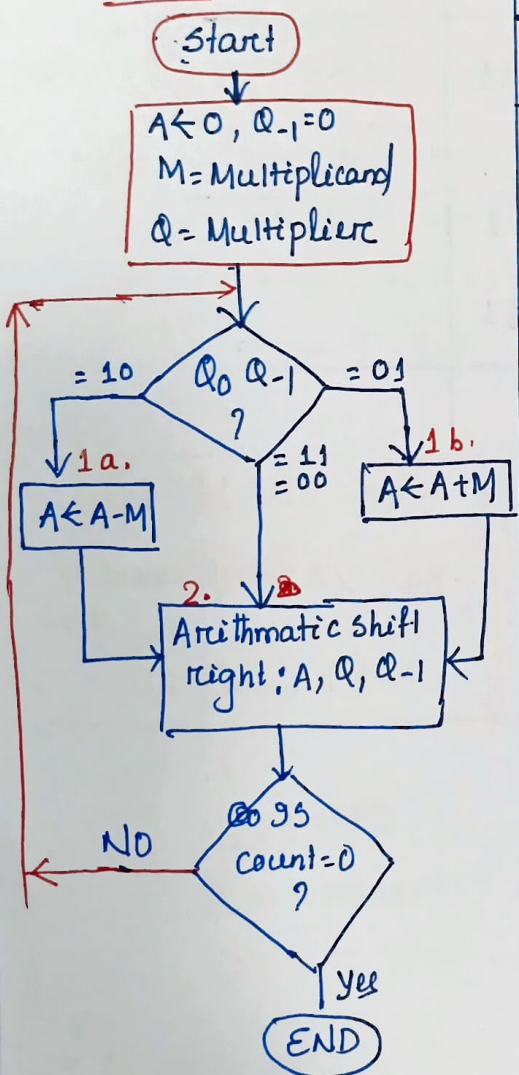 Start
A←0, Q-1=0
M=Multiplicand
Q=Multiplier
Q0 Q-1
?
=10
=01
=11
=00
1a.
A←A-M
1b.
A←A+M
2.
Arithmatic shift
right: A, Q, Q-1
Is
count=0
?
NO
Yes
END